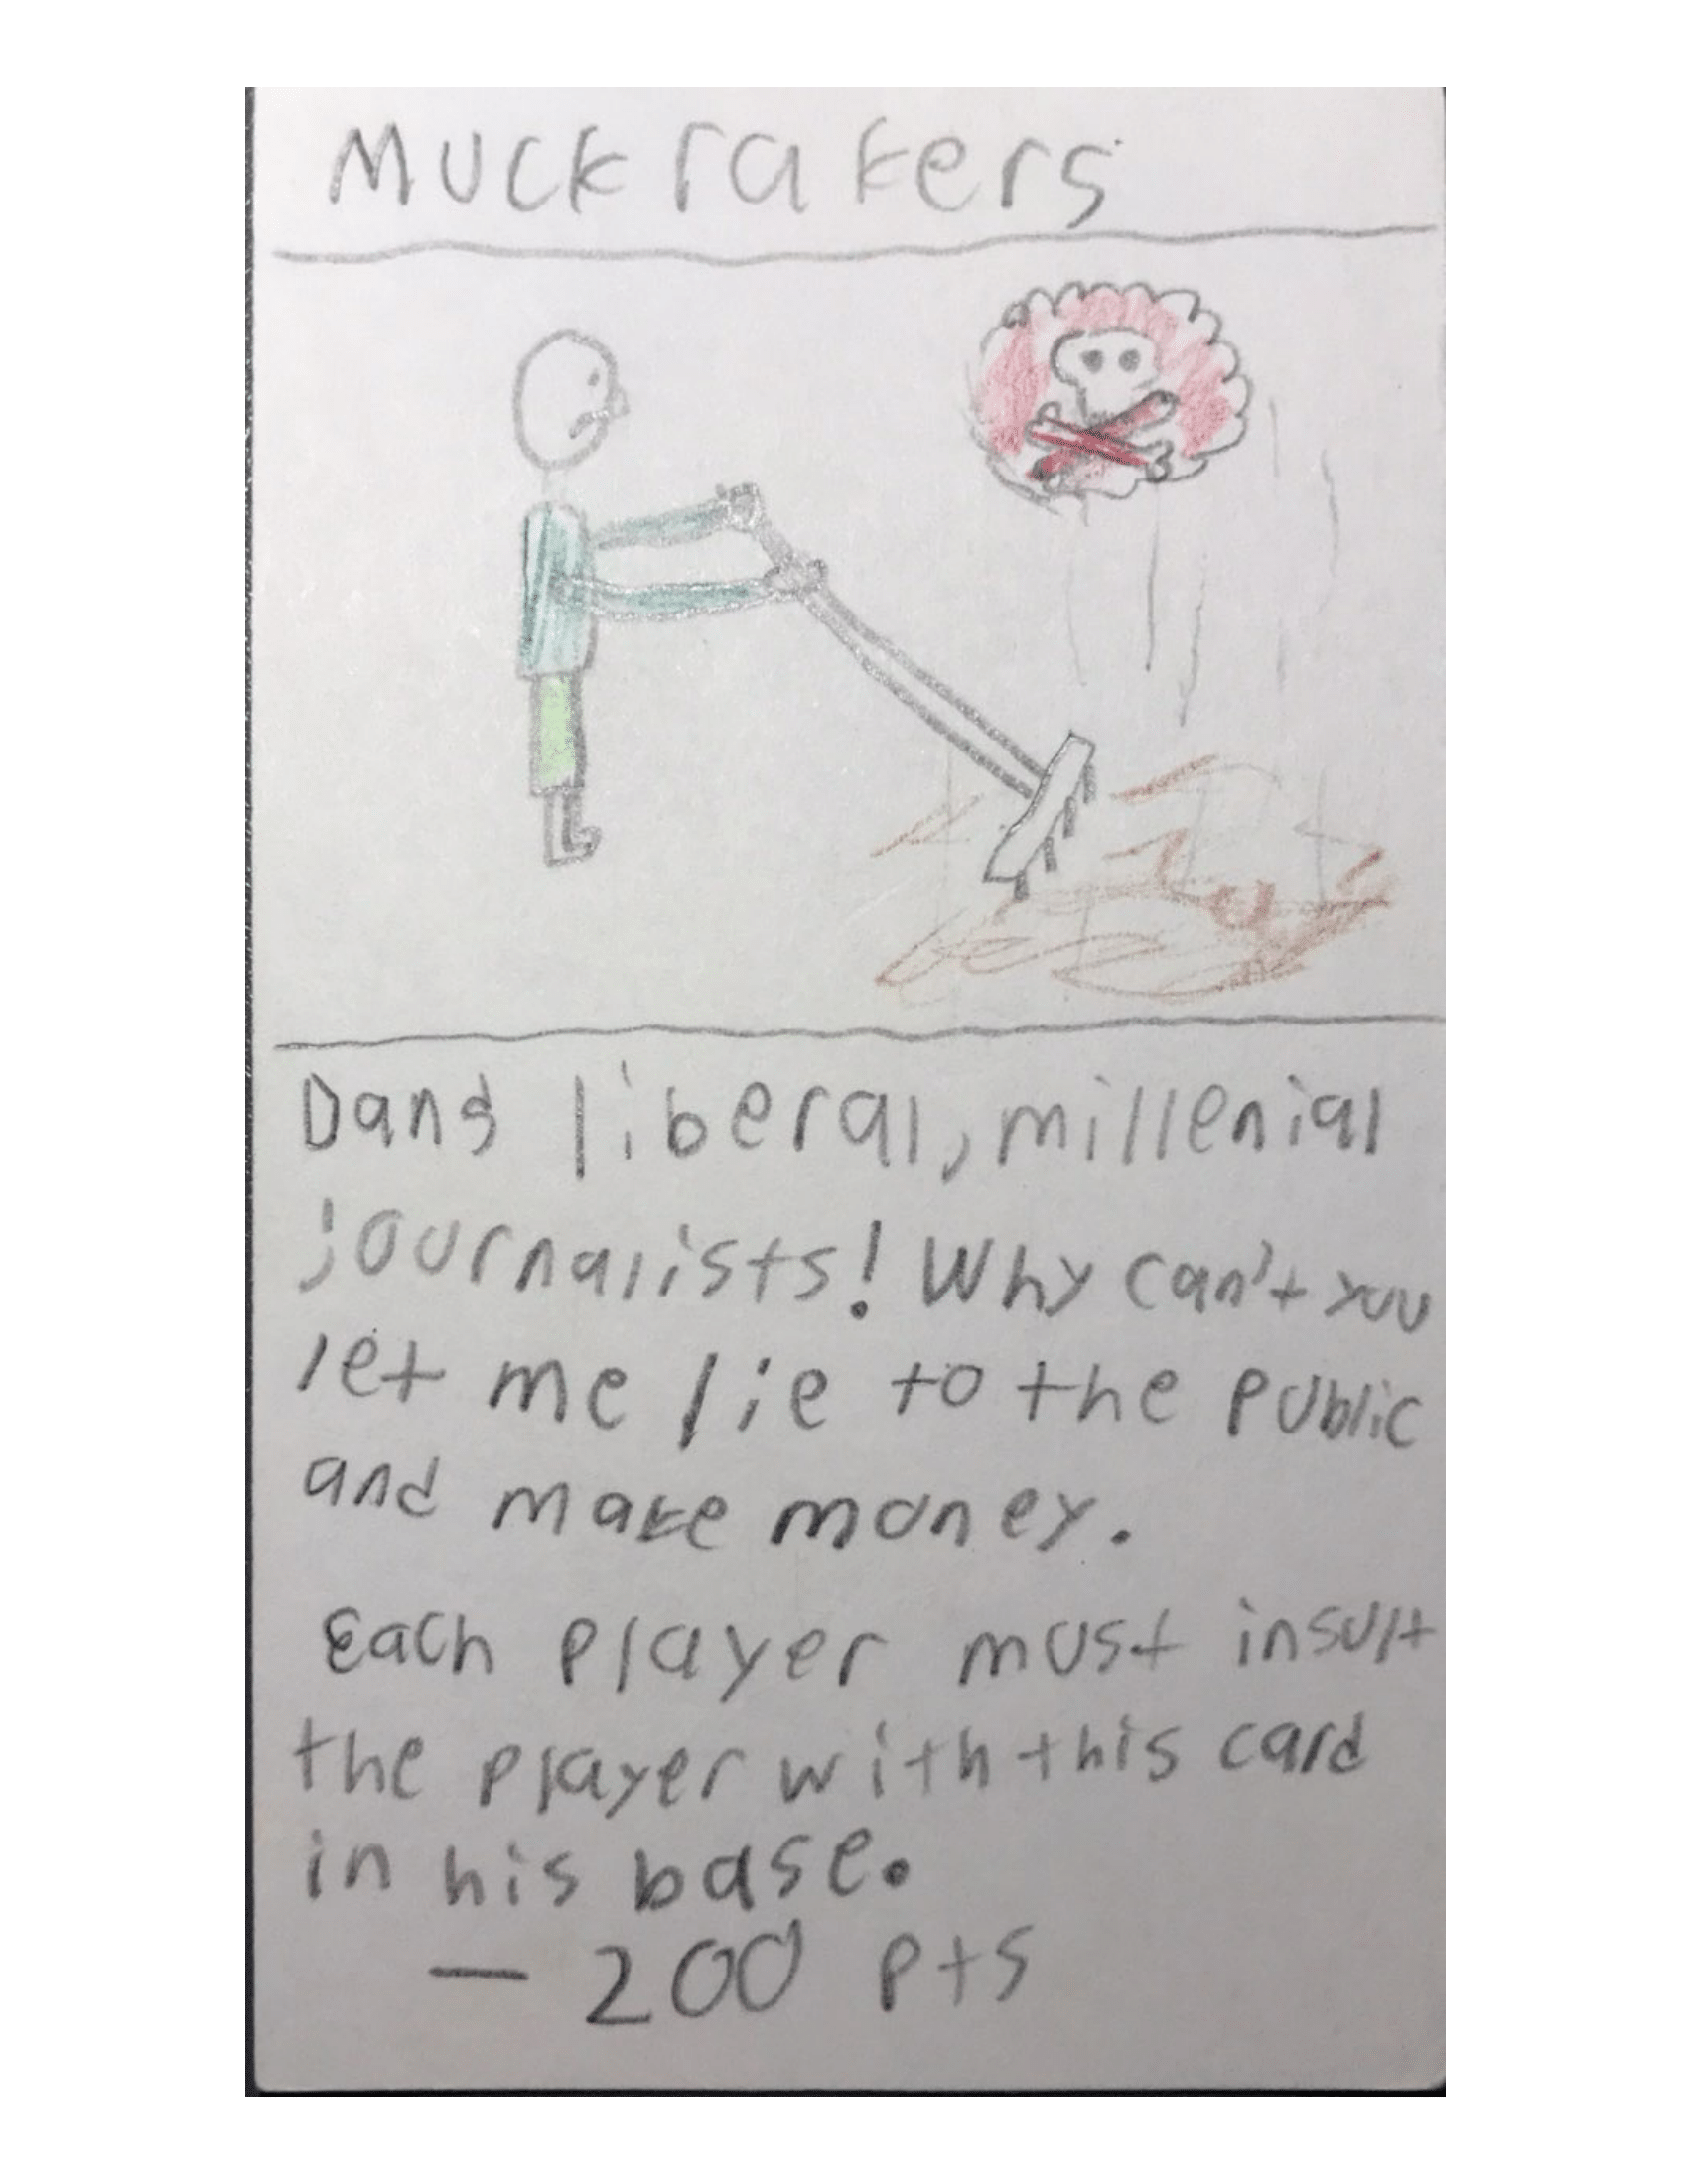 Muckrakers
Dang liberal, millenial
journalists! Why can't you
let me lie to the public
and make money.
Each player must insult
the player with this card
in his base.
— 200 pts